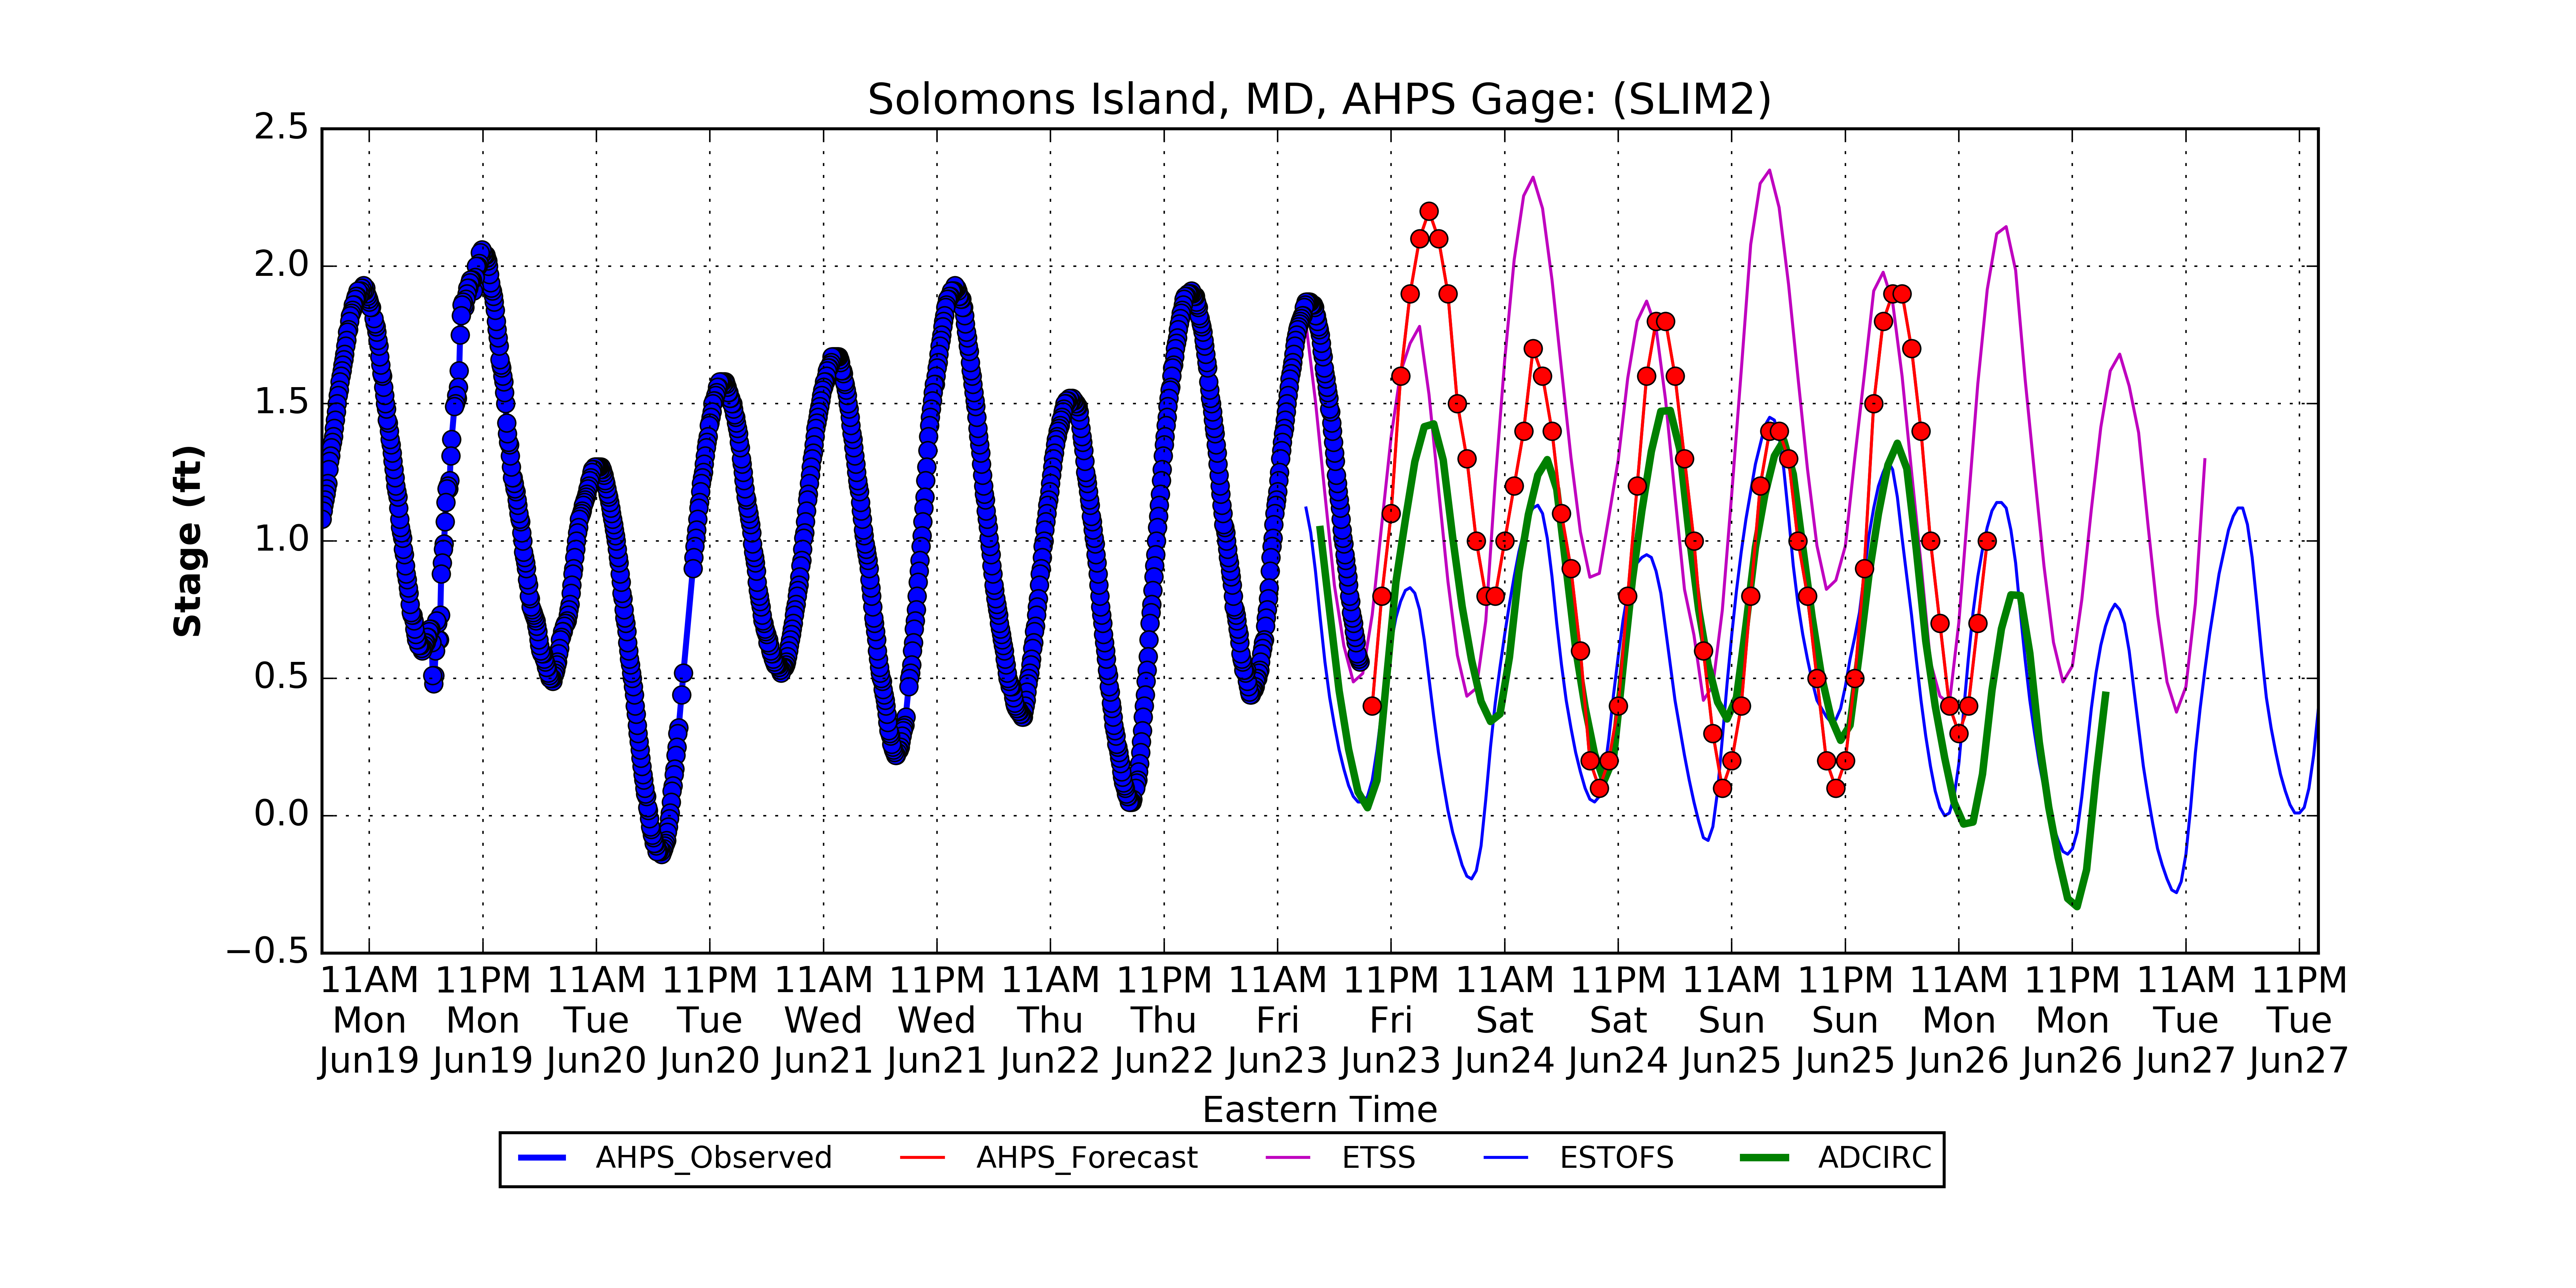 Solomons Island, MD, AHPS Gage: (SLIM2)
2.5
2.0
1.5
1.0
0.5
0.0
−0.5
Stage (ft)
11AM 11PM 11AM 11PM 11AM 11PM 11AM 11PM 11AM 11PM 11AM 11PM 11AM 11PM 11AM 11PM 11AM 11PM
Mon Mon Tue Tue Wed Wed Thu Thu Fri Fri Sat Sat Sun Sun Mon Mon Tue Tue
Jun19 Jun19 Jun20 Jun20 Jun21 Jun21 Jun22 Jun22 Jun23 Jun23 Jun24 Jun24 Jun25 Jun25 Jun26 Jun26 Jun27 Jun27
Eastern Time
AHPS_Observed AHPS_Forecast ETSS ESTOFS ADCIRC